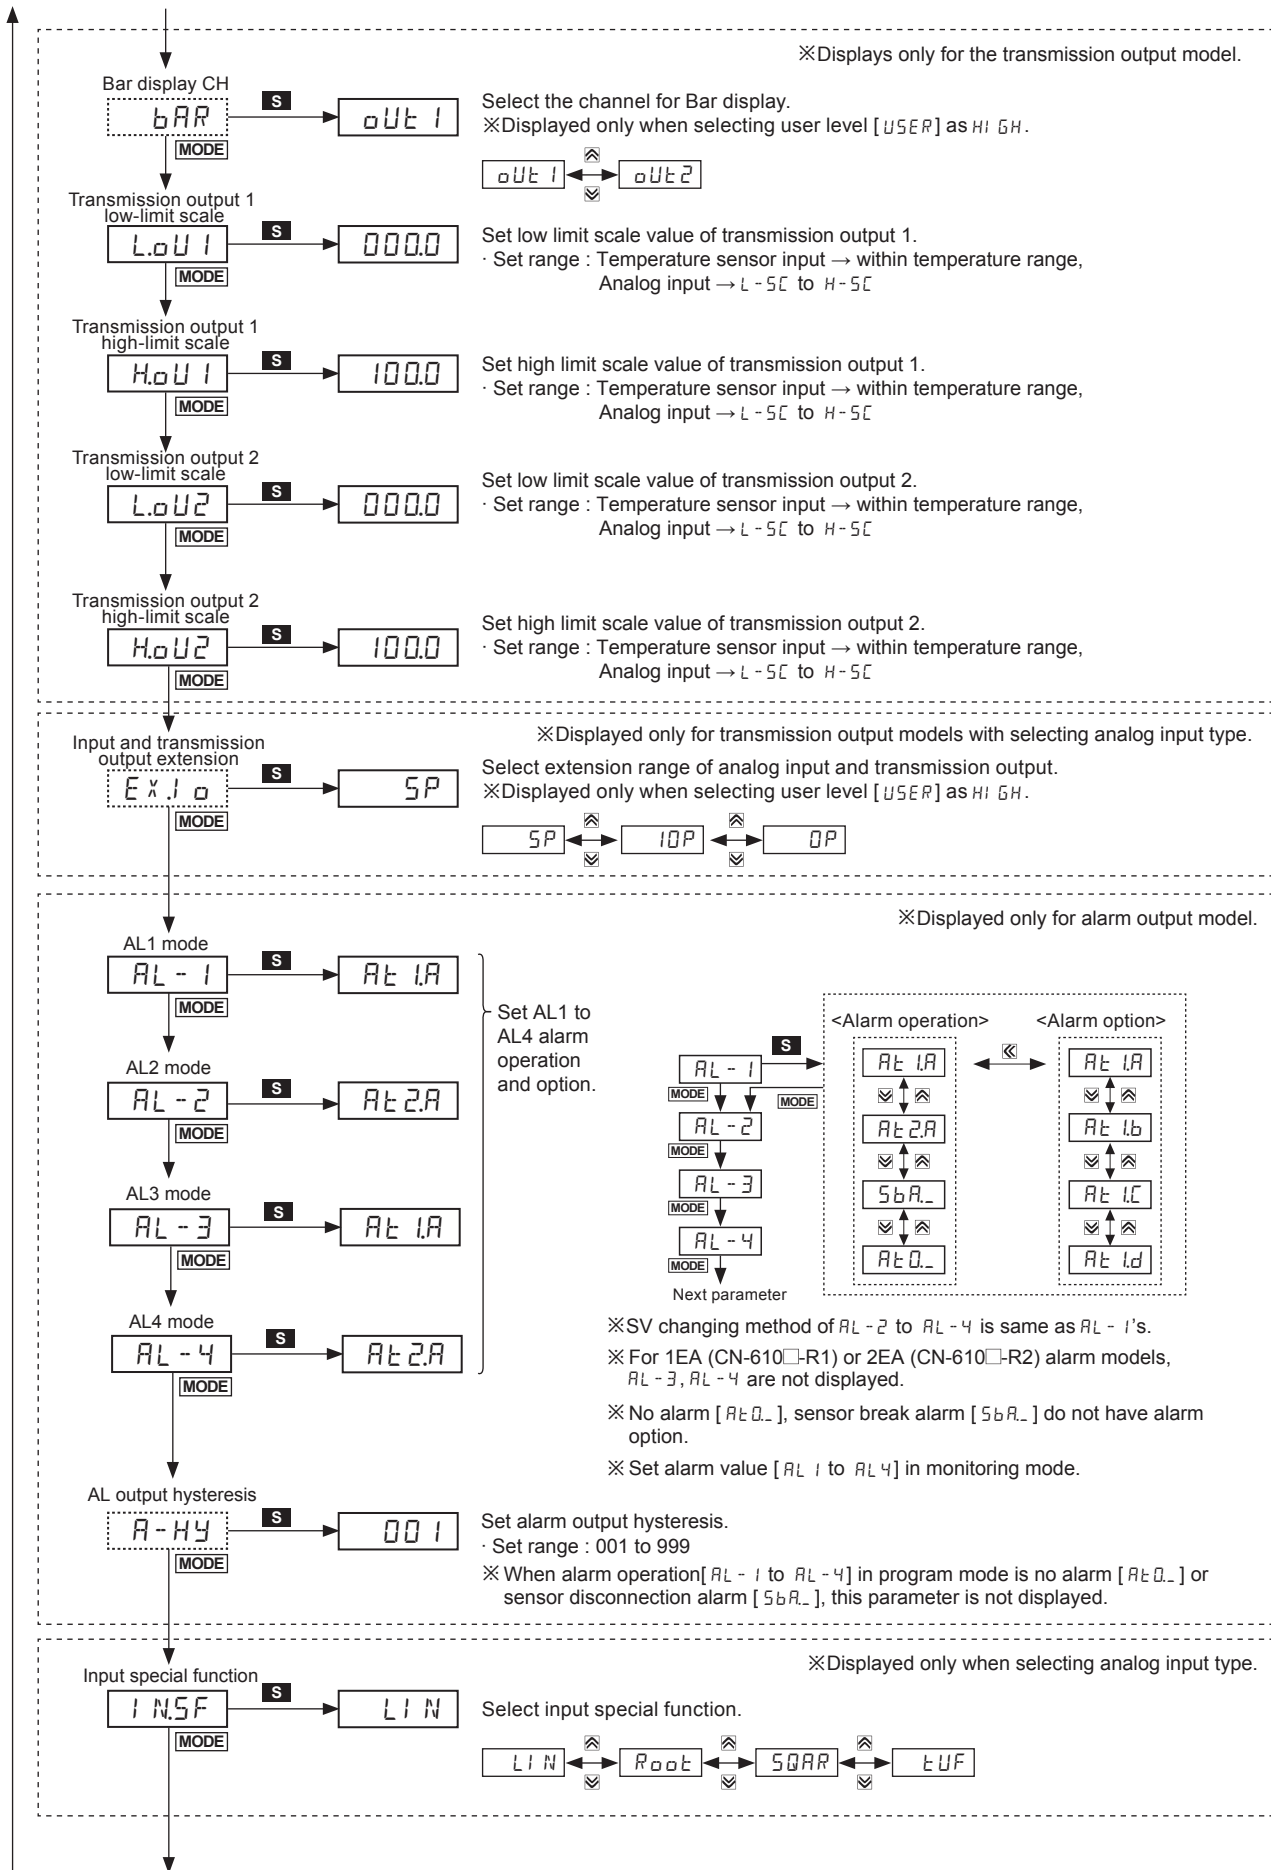 ※Displays only for the transmission output model.
Bar display CH
bAR
S
oUt1
MODE
Select the channel for Bar display.
※Displayed only when selecting user level [ USER ] as HIGH.
oUt1
oUt2
Transmission output 1
low-limit scale
L.oU1
S
000.0
MODE
Set low limit scale value of transmission output 1.
· Set range : Temperature sensor input → within temperature range,
Analog input → L-SC to H-SC
Transmission output 1
high-limit scale
H.oU1
S
100.0
MODE
Set high limit scale value of transmission output 1.
· Set range : Temperature sensor input → within temperature range,
Analog input → L-SC to H-SC
Transmission output 2
low-limit scale
L.oU2
S
000.0
MODE
Set low limit scale value of transmission output 2.
· Set range : Temperature sensor input → within temperature range,
Analog input → L-SC to H-SC
Transmission output 2
high-limit scale
H.oU2
S
100.0
MODE
Set high limit scale value of transmission output 2.
· Set range : Temperature sensor input → within temperature range,
Analog input → L-SC to H-SC
※Displayed only for transmission output models with selecting analog input type.
Input and transmission
output extension
EX.Io
S
5P
MODE
Select extension range of analog input and transmission output.
※Displayed only when selecting user level [ USER ] as HIGH.
5P
10P
0P
※Displayed only for alarm output model.
AL1 mode
AL-1
S
At1.A
MODE
AL2 mode
AL-2
S
At2.A
MODE
AL3 mode
AL-3
S
At1.A
MODE
AL4 mode
AL-4
S
At2.A
MODE
Set AL1 to
AL4 alarm
operation
and option.
AL-1
S
MODE
MODE
AL-2
MODE
AL-3
MODE
AL-4
MODE
Next parameter
<Alarm operation>
At1.A
At2.A
SbA._
At0._
<Alarm option>
At1.A
At1.b
At1.C
At1.d
※SV changing method of AL-2 to AL-4 is same as AL-1's.
※ For 1EA (CN-610□-R1) or 2EA (CN-610□-R2) alarm models,
AL-3, AL-4 are not displayed.
※ No alarm [ At0._ ], sensor break alarm [ SbA._ ] do not have alarm
option.
※ Set alarm value [ AL1 to AL4 ] in monitoring mode.
AL output hysteresis
A-HY
S
001
MODE
Set alarm output hysteresis.
· Set range : 001 to 999
※ When alarm operation[ AL-1 to AL-4 ] in program mode is no alarm [ At0._ ] or
sensor disconnection alarm [ SbA._ ], this parameter is not displayed.
※Displayed only when selecting analog input type.
Input special function
IN.SF
S
LIN
MODE
Select input special function.
LIN
Root
SQAR
tUF